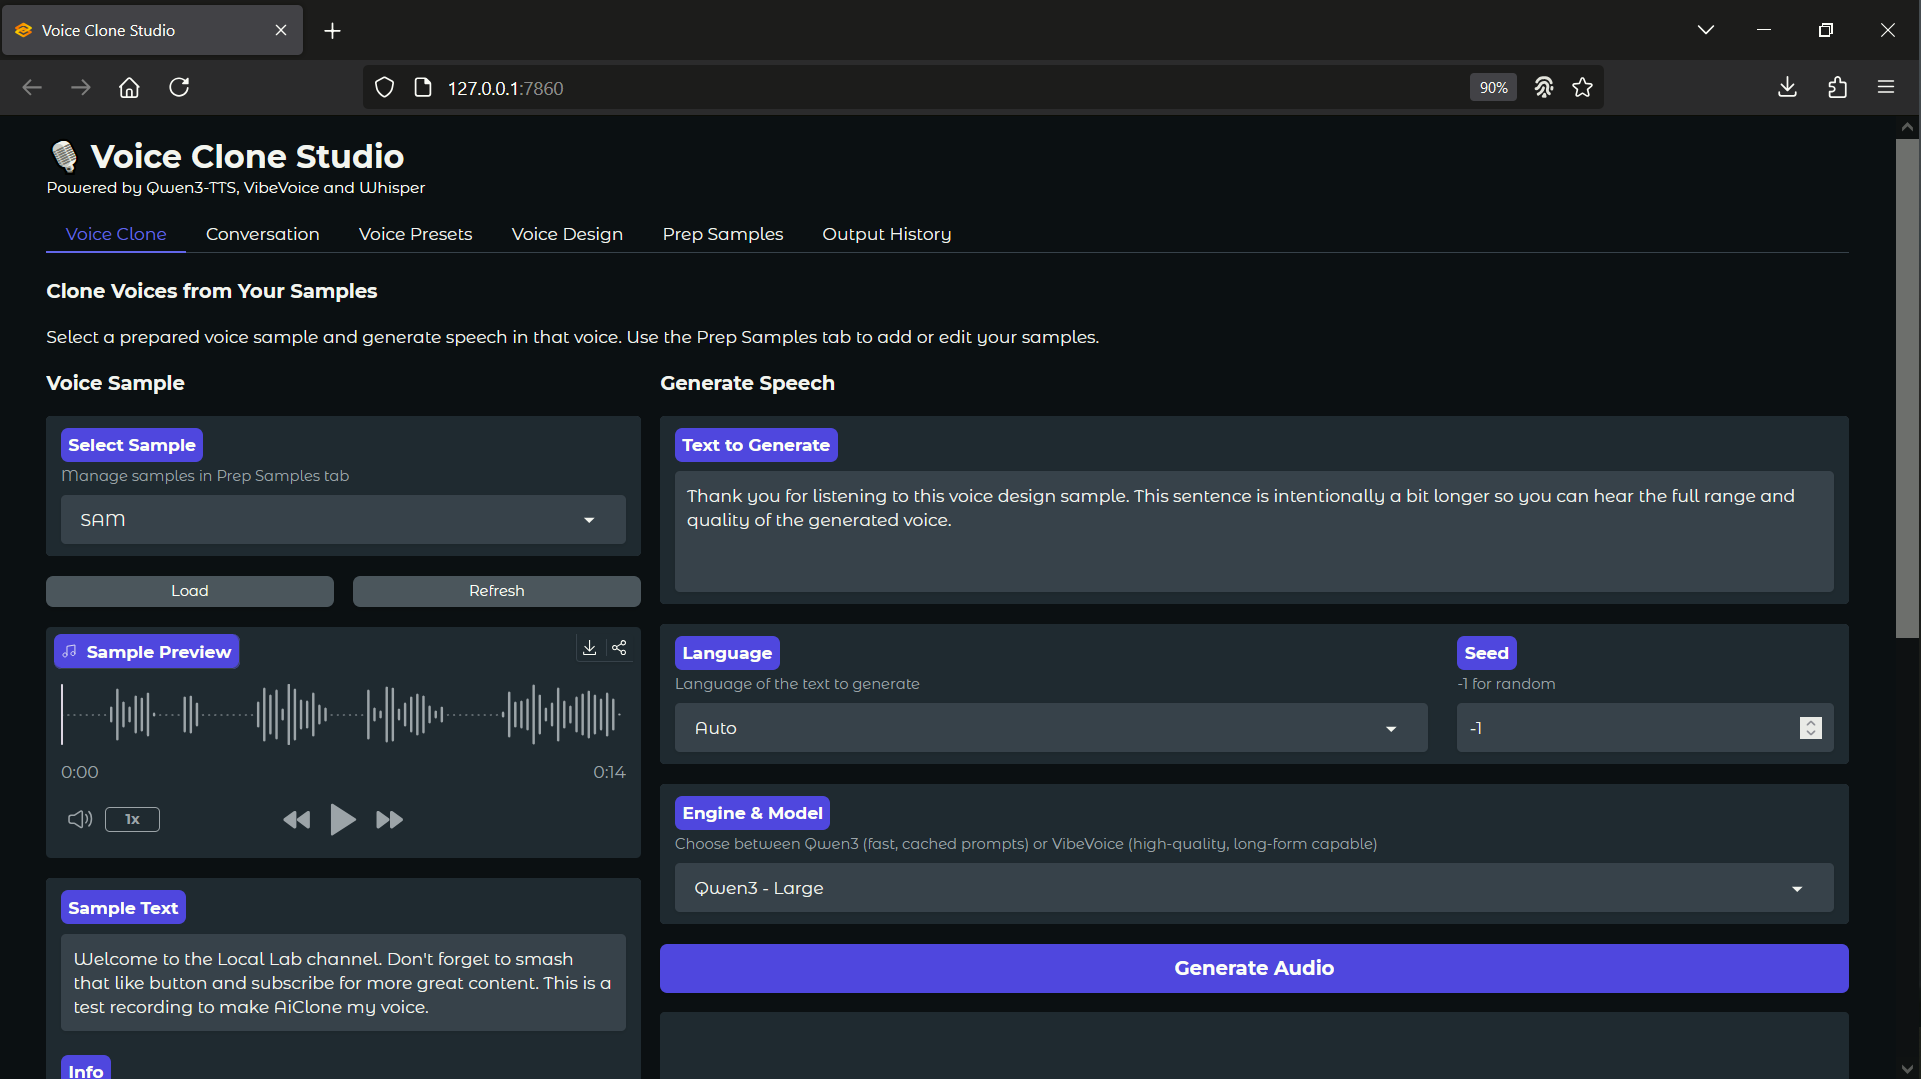 Voice Clone Studio
127.0.0.1:7860
90%
Voice Clone Studio
Powered by Qwen3-TTS, VibeVoice and Whisper
Voice Clone
Conversation
Voice Presets
Voice Design
Prep Samples
Output History
Clone Voices from Your Samples
Select a prepared voice sample and generate speech in that voice. Use the Prep Samples tab to add or edit your samples.
Voice Sample
Select Sample
Manage samples in Prep Samples tab
SAM
Load
Refresh
Sample Preview
0:00
0:14
1x
Sample Text
Welcome to the Local Lab channel. Don't forget to smash
that like button and subscribe for more great content. This is a
test recording to make AiClone my voice.
Info
Generate Speech
Text to Generate
Thank you for listening to this voice design sample. This sentence is intentionally a bit longer so you can hear the full range and
quality of the generated voice.
Language
Language of the text to generate
Auto
Seed
-1 for random
-1
Engine & Model
Choose between Qwen3 (fast, cached prompts) or VibeVoice (high-quality, long-form capable)
Qwen3 - Large
Generate Audio